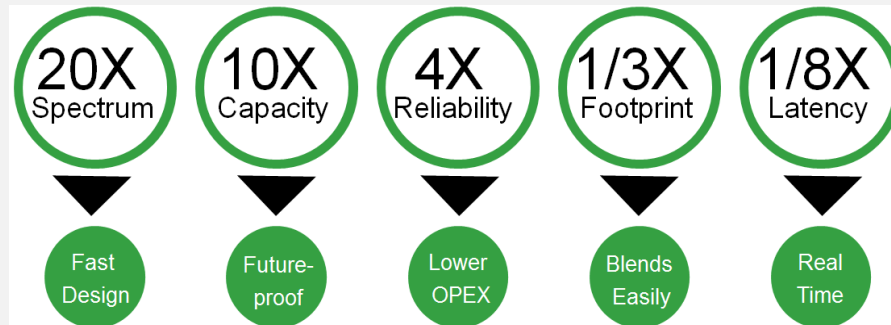 20X
Spectrum
10X
Capacity
4X
Reliability
1/3X
Footprint
1/8X
Latency
Fast
Design
Future-
proof
Lower
OPEX
Blends
Easily
Real
Time